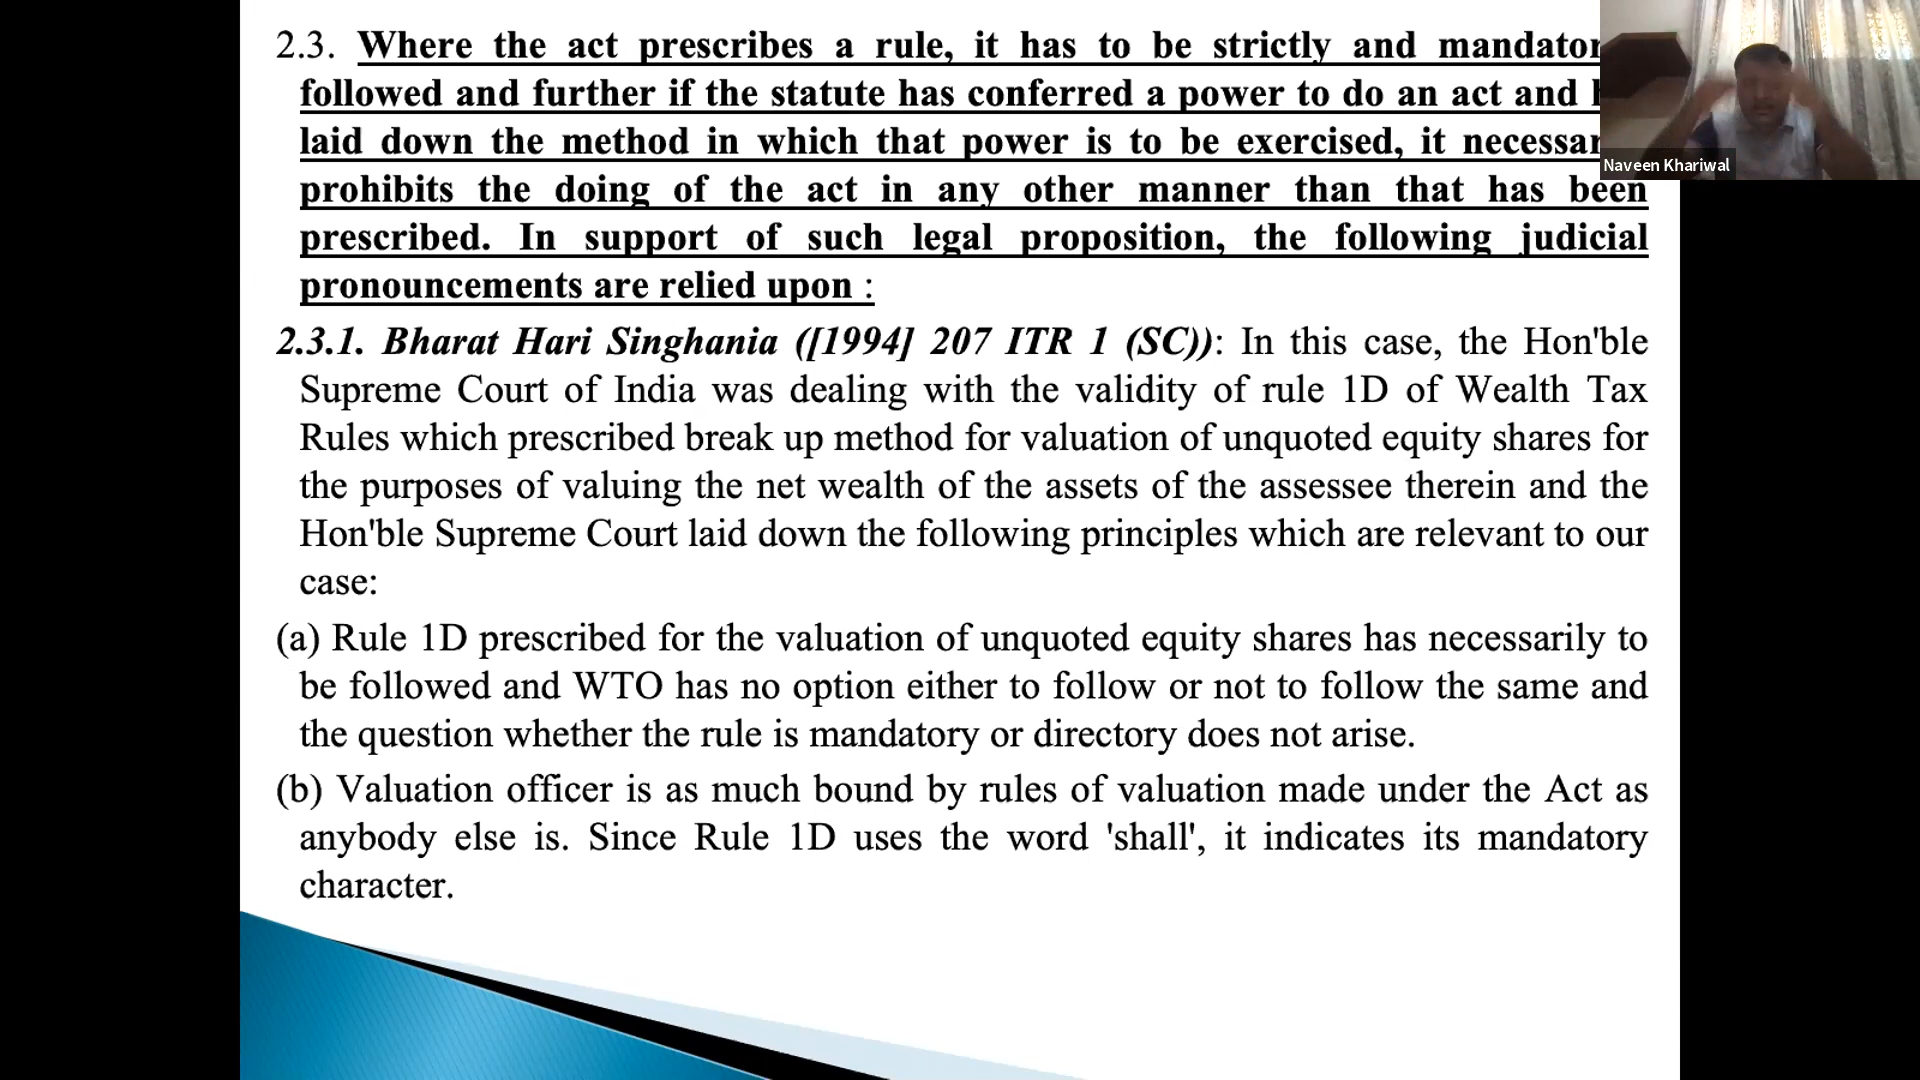 2.3. Where the act prescribes a rule, it has to be strictly and
followed and further if the statute has conferred a power to do an act and
laid down the method in which that power is to be exercised, it
prohibits the doing of the act in any other manner than that has been
prescribed. In support of such legal proposition, the following judicial
pronouncements are relied upon :
2.3.1. Bharat Hari Singhania ([1994] 207 ITR 1 (SC)): In this case, the Hon'ble
Supreme Court of India was dealing with the validity of rule 1D of Wealth Tax
Rules which prescribed break up method for valuation of unquoted equity shares for
the purposes of valuing the net wealth of the assets of the assessee therein and the
Hon'ble Supreme Court laid down the following principles which are relevant to our
case:
(a) Rule 1D prescribed for the valuation of unquoted equity shares has necessarily to
be followed and WTO has no option either to follow or not to follow the same and
the question whether the rule is mandatory or directory does not arise.
(b) Valuation officer is as much bound by rules of valuation made under the Act as
anybody else is. Since Rule 1D uses the word 'shall', it indicates its mandatory
character.
Naveen Khariwal